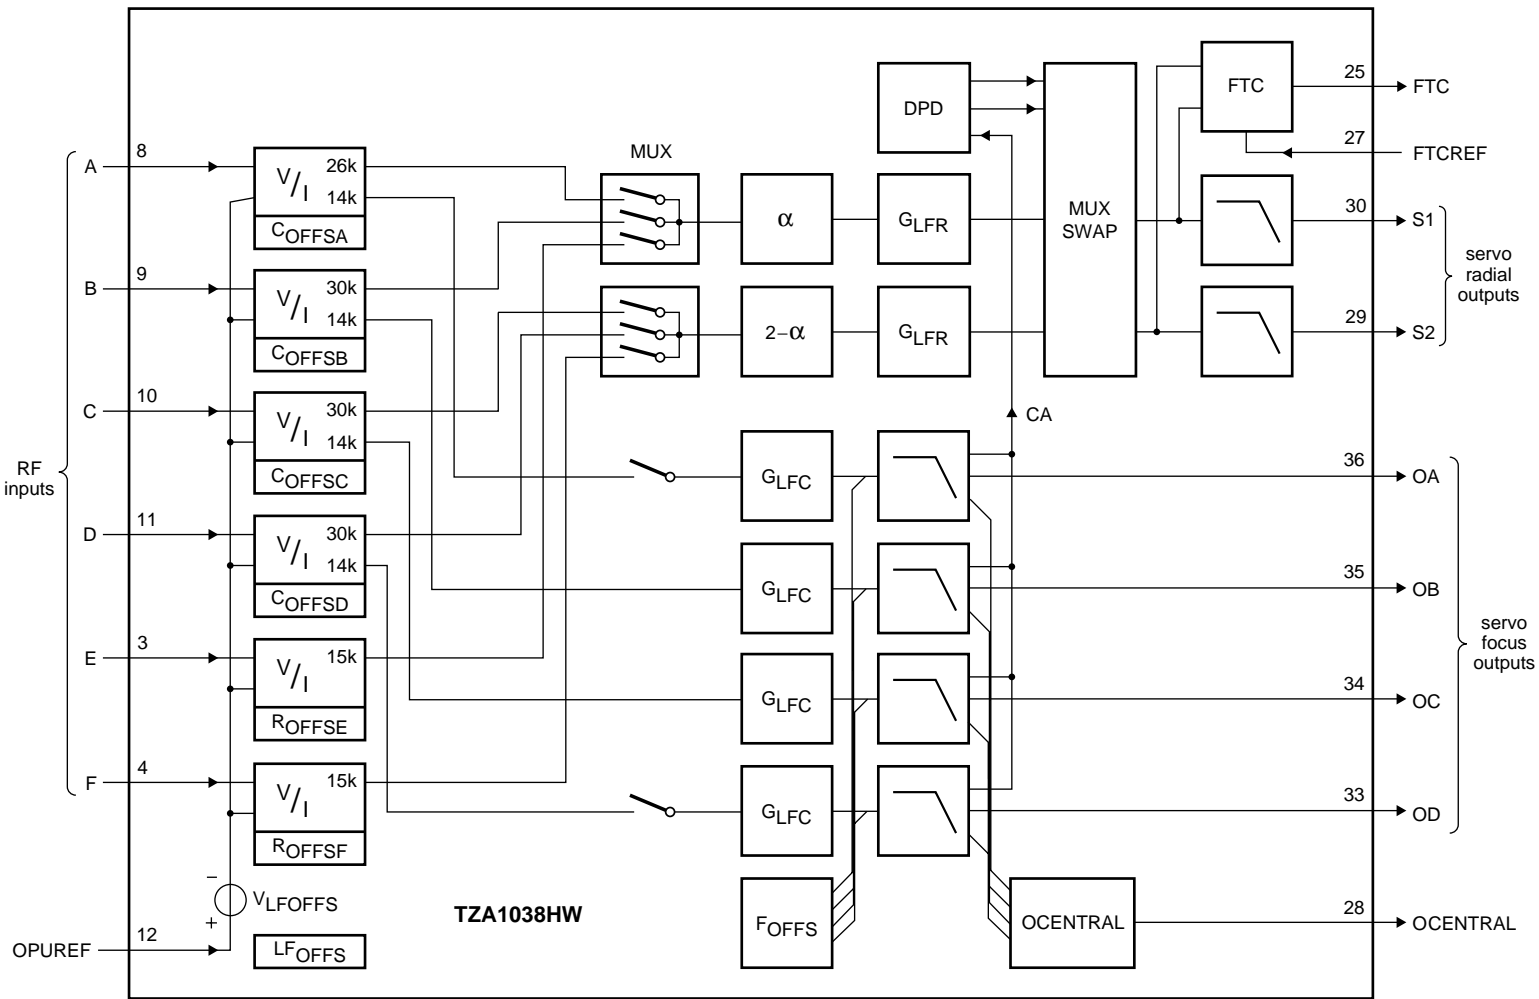 RF
inputs
A
8
B
9
C
10
D
11
E
3
F
4
OPUREF
12
V/I
26k
14k
COFFSA
V/I
30k
14k
COFFSB
V/I
30k
14k
COFFSC
V/I
30k
14k
COFFSD
V/I
15k
ROFFSE
V/I
15k
ROFFSF
−
+
VLFOFFS
LFOFFS
TZA1038HW
MUX
α
2−α
GLFR
GLFR
DPD
MUX
SWAP
CA
GLFC
GLFC
GLFC
GLFC
FOFFS
OCENTRAL
FTC
25
FTC
27
FTCREF
30
S1
29
S2
servo
radial
outputs
36
OA
35
OB
34
OC
33
OD
servo
focus
outputs
28
OCENTRAL